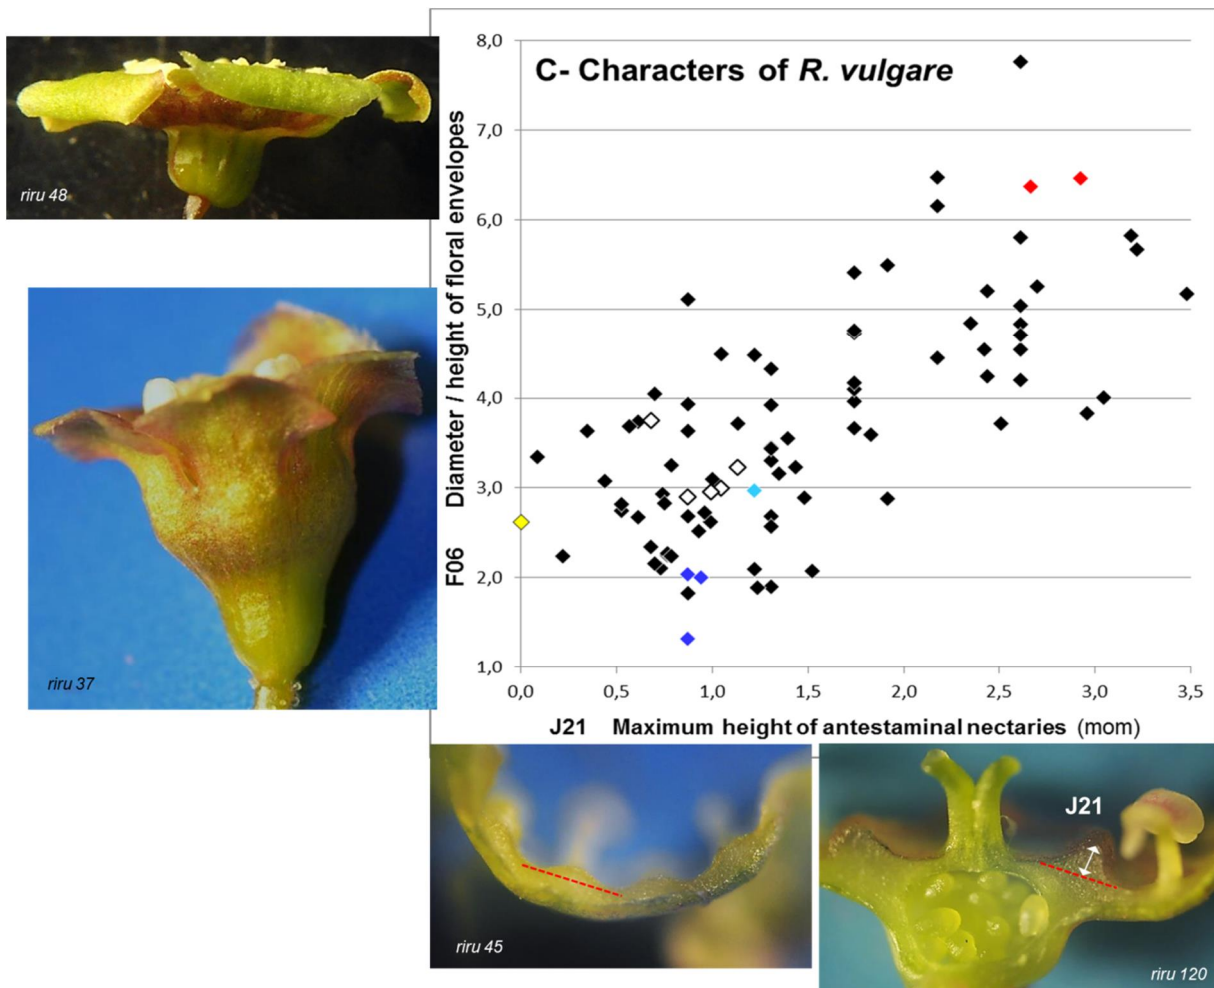 C- Characters of R. vulgare
riru 48
riru 37
F06 Diameter / height of floral envelopes
8,0
7,0
6,0
5,0
4,0
3,0
2,0
1,0
0,0 0,5 1,0 1,5 2,0 2,5 3,0 3,5
J21 Maximum height of antestaminal nectaries (mom)
riru 45
J21
riru 120